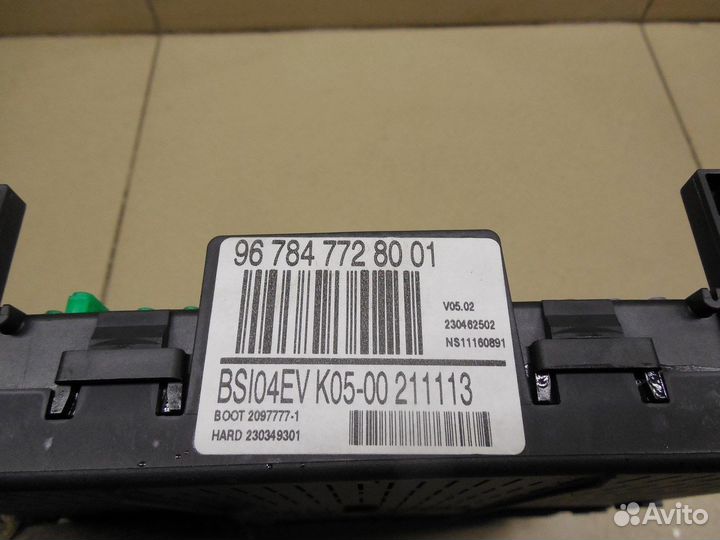 96 784 772 80 01
V05.02
230462502
NS11160891
BSI04EV K05-00 211113
BOOT 2097777-1
HARD 230349301
Avito